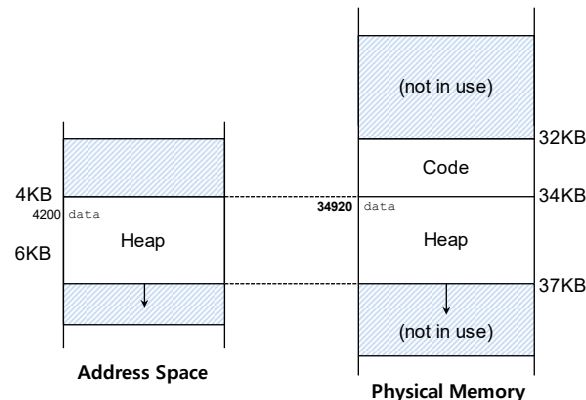 (not in use)
32KB
Code
4KB
34KB
4200 data
34920 data
Heap
Heap
6KB
37KB
(not in use)
Address Space
Physical Memory